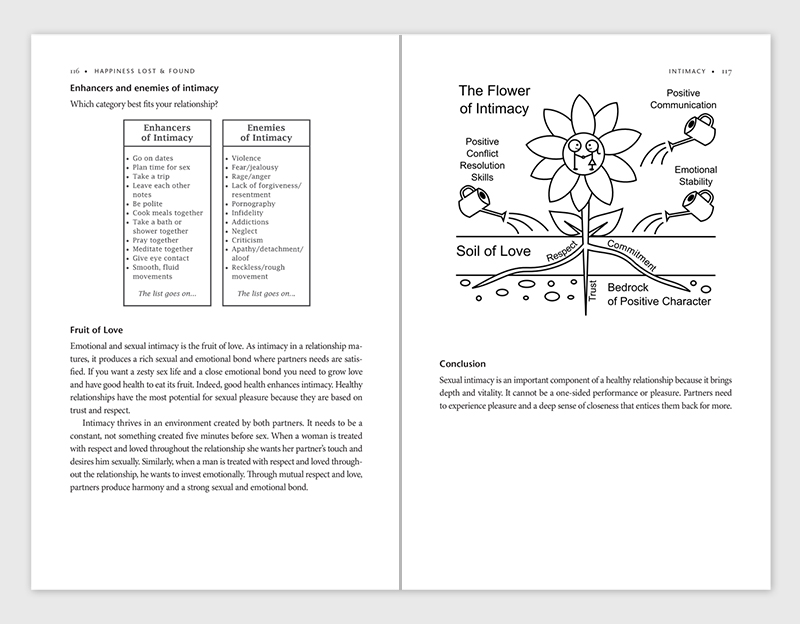 116 • HAPPINESS LOST & FOUND
Enhancers and enemies of intimacy
Which category best fits your relationship?
Enhancers
of Intimacy
• Go on dates
• Plan time for sex
• Take a trip
• Leave each other
notes
• Be polite
• Cook meals together
• Take a bath or
shower together
• Pray together
• Meditate together
• Give eye contact
• Smooth, fluid
movements
The list goes on...
Enemies
of Intimacy
• Violence
• Fear/jealousy
• Rage/anger
• Lack of forgiveness/
resentment
• Pornography
• Infidelity
• Addictions
• Neglect
• Criticism
• Apathy/detachment/
aloof
• Reckless/rough
movement
The list goes on...
Fruit of Love
Emotional and sexual intimacy is the fruit of love. As intimacy in a relationship ma-
tures, it produces a rich sexual and emotional bond where partners needs are satis-
fied. If you want a zesty sex life and a close emotional bond you need to grow love
and have good health to eat its fruit. Indeed, good health enhances intimacy. Healthy
relationships have the most potential for sexual pleasure because they are based on
trust and respect.
Intimacy thrives in an environment created by both partners. It needs to be a
constant, not something created five minutes before sex. When a woman is treated
with respect and loved throughout the relationship she wants her partner's touch and
desires him sexually. Similarly, when a man is treated with respect and loved through-
out the relationship, he wants to invest emotionally. Through mutual respect and love,
partners produce harmony and a strong sexual and emotional bond.
INTIMACY • 117
The Flower
of Intimacy
Positive
Communication
Positive
Conflict
Resolution
Skills
Emotional
Stability
Soil of Love
Respect
Commitment
Trust
Bedrock
of Positive Character
Conclusion
Sexual intimacy is an important component of a healthy relationship because it brings
depth and vitality. It cannot be a one-sided performance or pleasure. Partners need
to experience pleasure and a deep sense of closeness that entices them back for more.